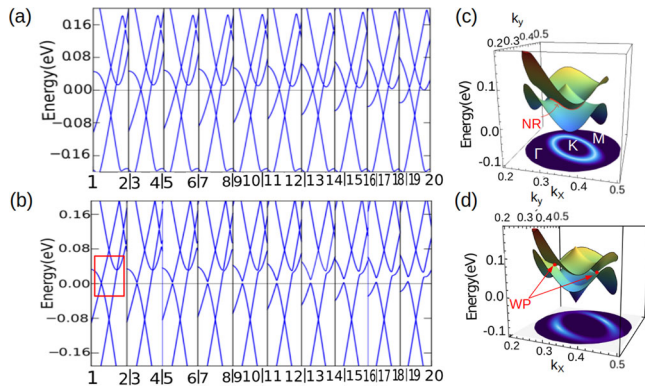 (a)
Energy(eV)
0.16
0.08
0.00
-0.08
-0.16
1 2|3 4|5 6|7 8|9 10|11 12|13 14|15 16|17 18|19 20
(b)
Energy(eV)
0.16
0.08
0.00
-0.08
-0.16
1 2|3 4|5 6|7 8|9 10|11 12|13 14|15 16|17 18|19 20
(c)
k_y
0.2 0.3 0.4 0.5
Energy(eV)
0.1
0.0
-0.1
NR
Γ K M
0.2 0.3 0.4 0.5
k_X
(d)
k_y
0.2 0.3 0.4 0.5
Energy(eV)
0.1
0.0
-0.1
WP
0.2 0.3 0.4 0.5
k_X